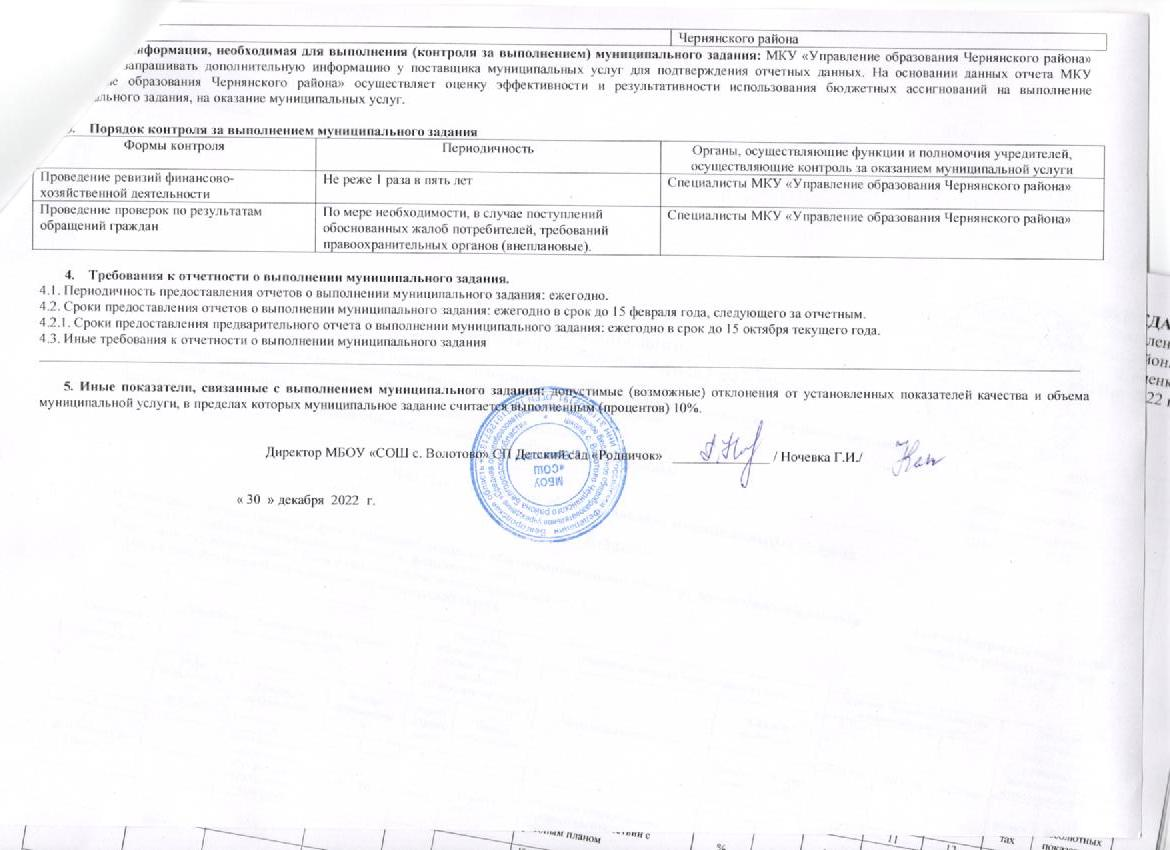 Чернянского района
информация, необходимая для выполнения (контроля за выполнением) муниципального задания: МКУ «Управление образования Чернянского района»
запрашивать дополнительную информацию у поставщика муниципальных услуг для подтверждения отчетных данных. На основании данных отчета МКУ
образования Чернянского района» осуществляет оценку эффективности и результативности использования бюджетных ассигнований на выполнение
задания, на оказание муниципальных услуг.
Порядок контроля за выполнением муниципального задания
Формы контроля
Периодичность
Органы, осуществляющие функции и полномочия учредителей,
осуществляющие контроль за оказанием муниципальной услуги
Проведение ревизий финансово-
хозяйственной деятельности
Не реже 1 раза в пять лет
Специалисты МКУ «Управление образования Чернянского района»
Проведение проверок по результатам
обращений граждан
По мере необходимости, в случае поступлений
обоснованных жалоб потребителей, требований
правоохранительных органов (внеплановые).
Специалисты МКУ «Управление образования Чернянского района»
4. Требования к отчетности о выполнении муниципального задания.
4.1. Периодичность предоставления отчетов о выполнении муниципального задания: ежегодно.
4.2. Сроки предоставления отчетов о выполнении муниципального задания: ежегодно в срок до 15 февраля года, следующего за отчетным.
4.2.1. Сроки предоставления предварительного отчета о выполнении муниципального задания: ежегодно в срок до 15 октября текущего года.
4.3. Иные требования к отчетности о выполнении муниципального задания
5. Иные показатели, связанные с выполнением муниципального задания: допустимые (возможные) отклонения от установленных показателей качества и объема
муниципальной услуги, в пределах которых муниципальное задание считается выполненным (процентов) 10%.
Директор МБОУ «СОШ с. Волотово» СП Детский сад «Родничок» ______________ / Ночевка Г.И./
МБОУ
«СОШ
« 30 » декабря 2022 г.
планом
%
11
12
тах